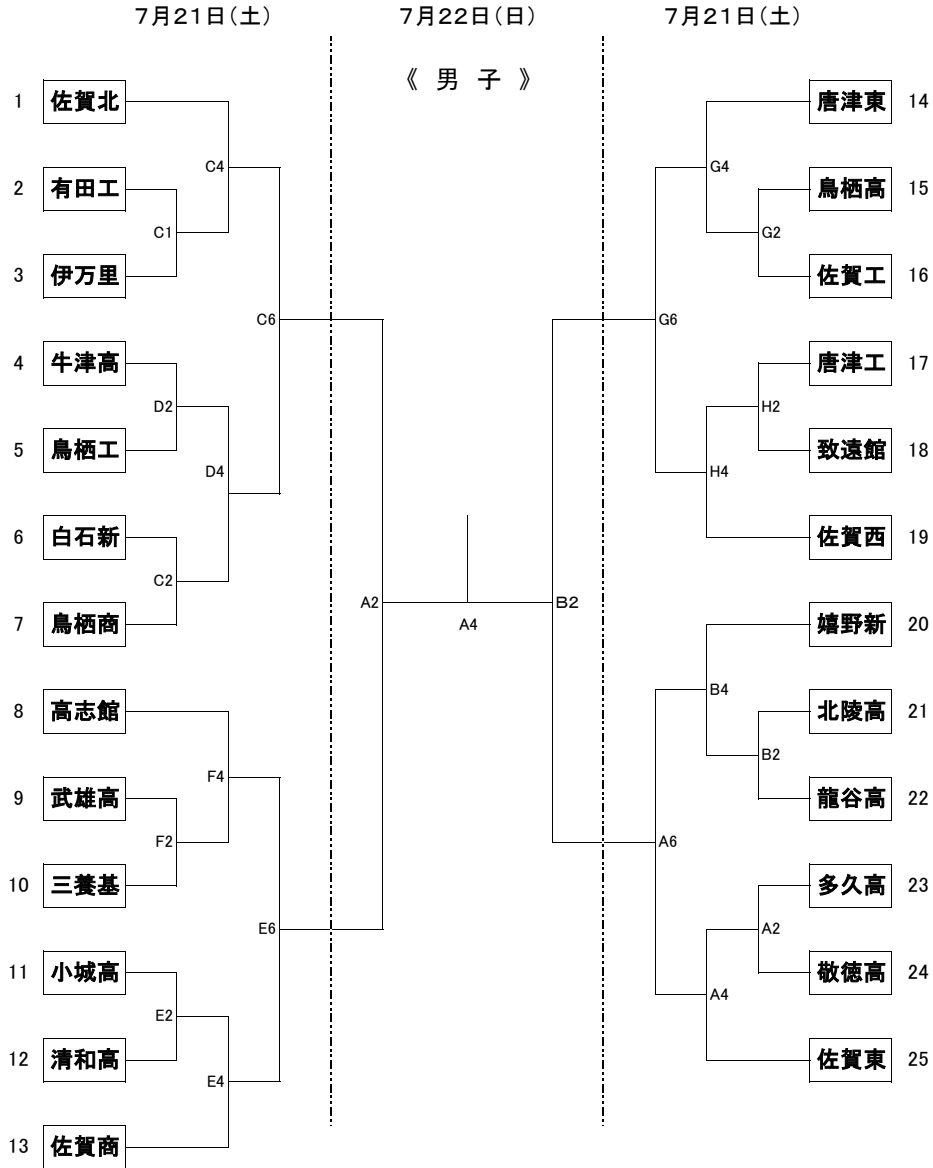 7月21日(土) 7月22日(日) 7月21日(土)
《 男 子 》
1 佐賀北
2 有田工
3 伊万里
4 牛津高
5 鳥栖工
6 白石新
7 鳥栖商
8 高志館
9 武雄高
10 三養基
11 小城高
12 清和高
13 佐賀商
C4
C1
C6
D2
D4
C2
F4
F2
E6
E2
E4
A2
A4
B2
G4
G2
G6
H2
H4
B4
B2
A6
A2
A4
唐津東 14
鳥栖高 15
佐賀工 16
唐津工 17
致遠館 18
佐賀西 19
嬉野新 20
北陵高 21
龍谷高 22
多久高 23
敬徳高 24
佐賀東 25